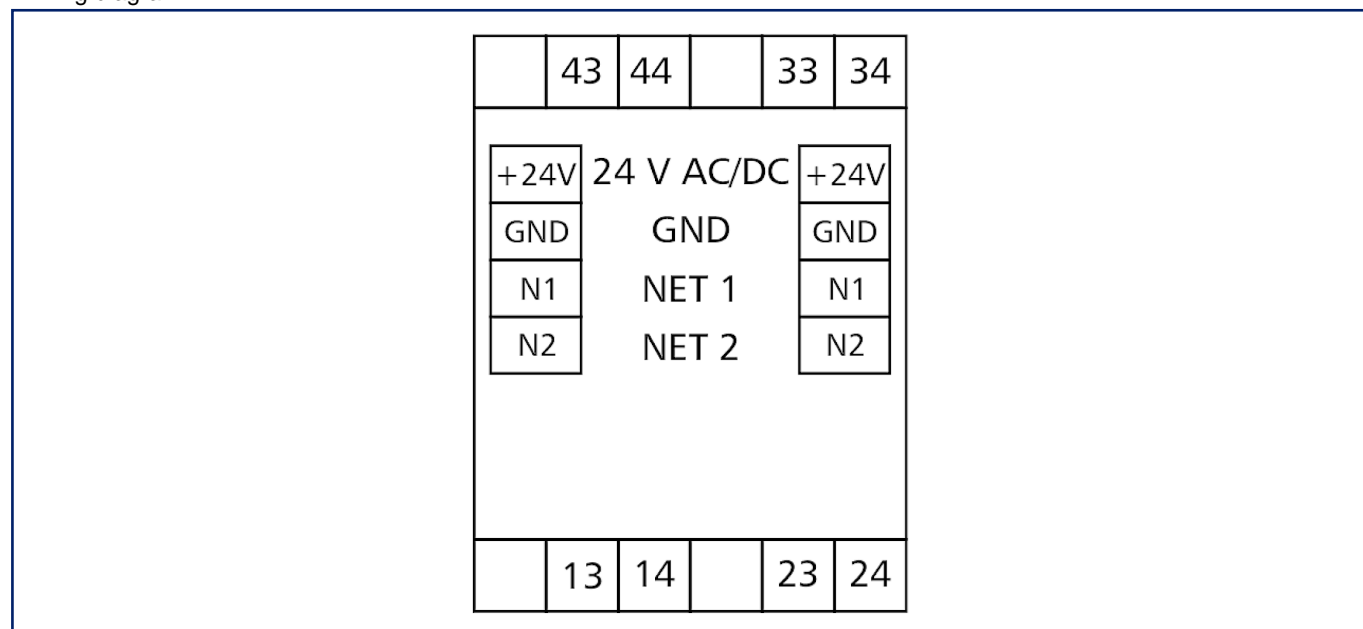 43 44 33 34
+24V 24 V AC/DC +24V
GND GND GND
N1 NET 1 N1
N2 NET 2 N2
13 14 23 24